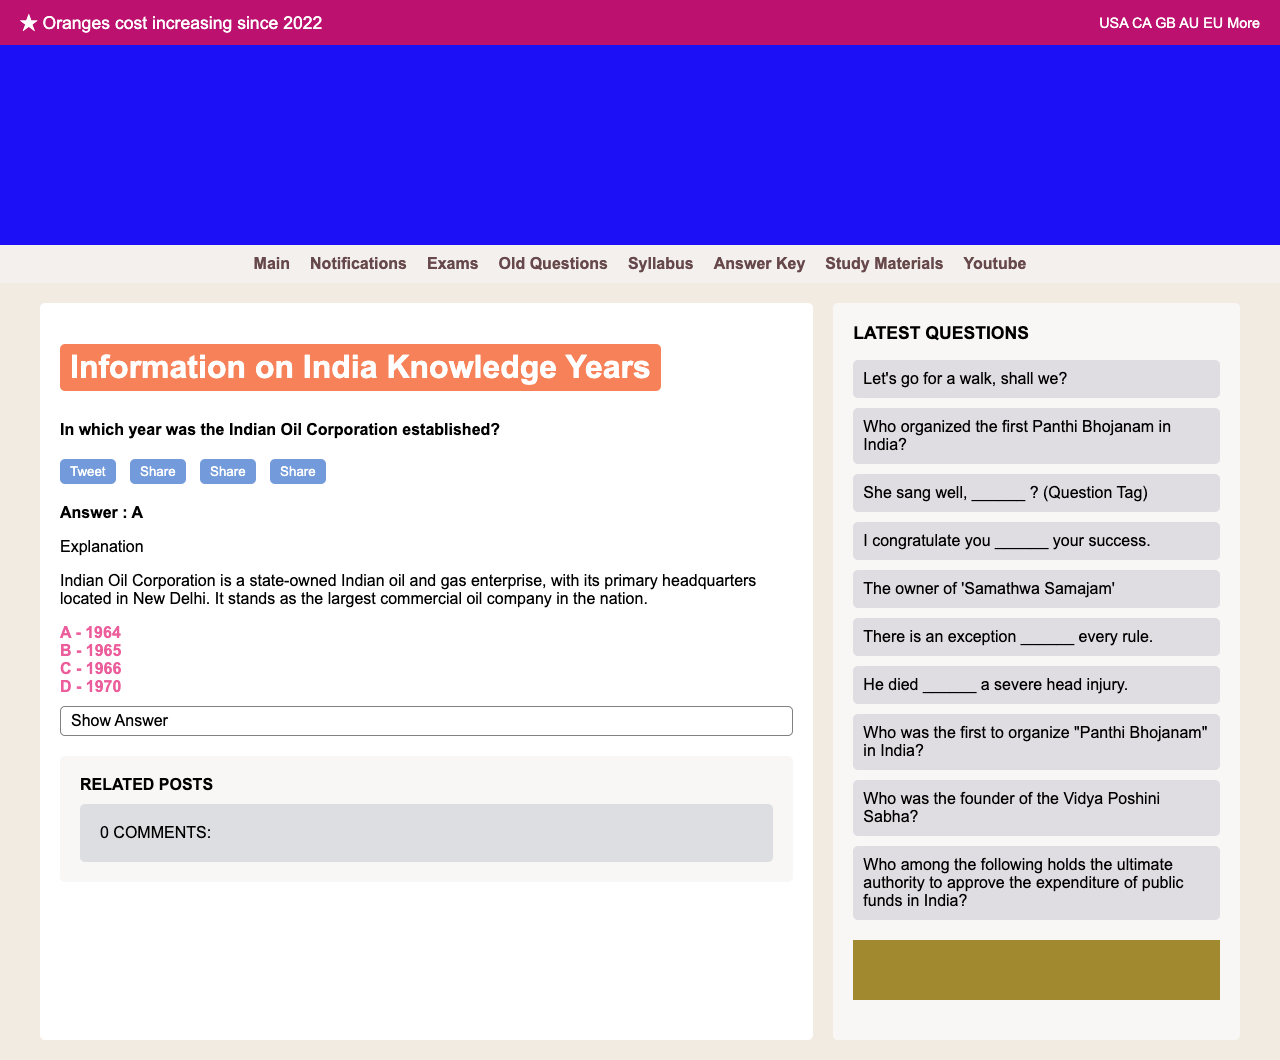 ★ Oranges cost increasing since 2022
USA CA GB AU EU More
Main Notifications Exams Old Questions Syllabus Answer Key Study Materials Youtube
Information on India Knowledge Years
In which year was the Indian Oil Corporation established?
Tweet Share Share Share
Answer : A
Explanation
Indian Oil Corporation is a state-owned Indian oil and gas enterprise, with its primary headquarters
located in New Delhi. It stands as the largest commercial oil company in the nation.
A - 1964
B - 1965
C - 1966
D - 1970
Show Answer
RELATED POSTS
0 COMMENTS:
LATEST QUESTIONS
Let's go for a walk, shall we?
Who organized the first Panthi Bhojanam in
India?
She sang well, ______ ? (Question Tag)
I congratulate you ______ your success.
The owner of 'Samathwa Samajam'
There is an exception ______ every rule.
He died ______ a severe head injury.
Who was the first to organize "Panthi Bhojanam"
in India?
Who was the founder of the Vidya Poshini
Sabha?
Who among the following holds the ultimate
authority to approve the expenditure of public
funds in India?